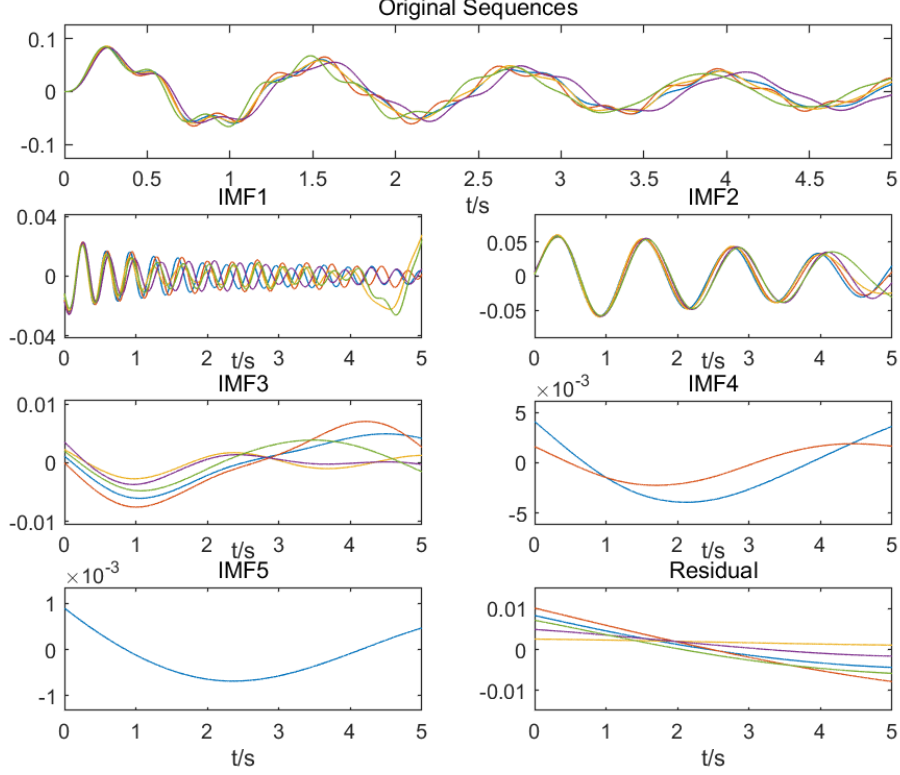 Original Sequences
0.1
0
-0.1
0 0.5 1 1.5 2 2.5 3 3.5 4 4.5 5
t/s
IMF1 IMF2
0.04
0
-0.04
0.05
0
-0.05
0 1 2 3 4 5 0 1 2 3 4 5
t/s t/s
IMF3 IMF4
0.01
0
-0.01
×10-3
5
0
-5
0 1 2 3 4 5 0 1 2 3 4 5
t/s t/s
IMF5 Residual
×10-3
1
0
-1
0.01
0
-0.01
0 1 2 3 4 5 0 1 2 3 4 5
t/s t/s